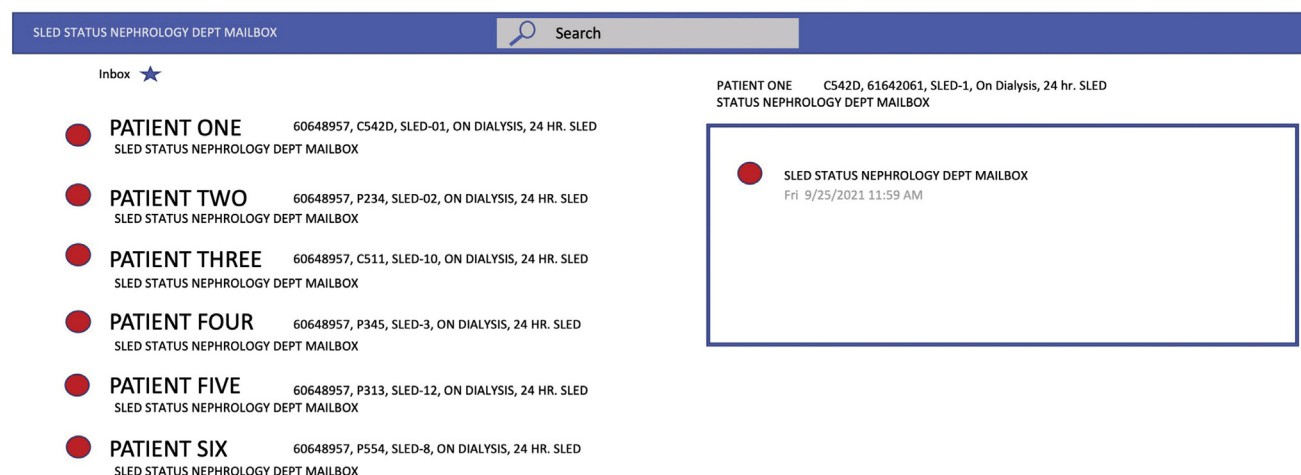 SLED STATUS NEPHROLOGY DEPT MAILBOX
Search
Inbox
PATIENT ONE 60648957, C542D, SLED-01, ON DIALYSIS, 24 HR. SLED
SLED STATUS NEPHROLOGY DEPT MAILBOX
PATIENT TWO 60648957, P234, SLED-02, ON DIALYSIS, 24 HR. SLED
SLED STATUS NEPHROLOGY DEPT MAILBOX
PATIENT THREE 60648957, C511, SLED-10, ON DIALYSIS, 24 HR. SLED
SLED STATUS NEPHROLOGY DEPT MAILBOX
PATIENT FOUR 60648957, P345, SLED-3, ON DIALYSIS, 24 HR. SLED
SLED STATUS NEPHROLOGY DEPT MAILBOX
PATIENT FIVE 60648957, P313, SLED-12, ON DIALYSIS, 24 HR. SLED
SLED STATUS NEPHROLOGY DEPT MAILBOX
PATIENT SIX 60648957, P554, SLED-8, ON DIALYSIS, 24 HR. SLED
SLED STATUS NEPHROLOGY DEPT MAILBOX
PATIENT ONE C542D, 61642061, SLED-1, On Dialysis, 24 hr. SLED
STATUS NEPHROLOGY DEPT MAILBOX
SLED STATUS NEPHROLOGY DEPT MAILBOX
Fri 9/25/2021 11:59 AM